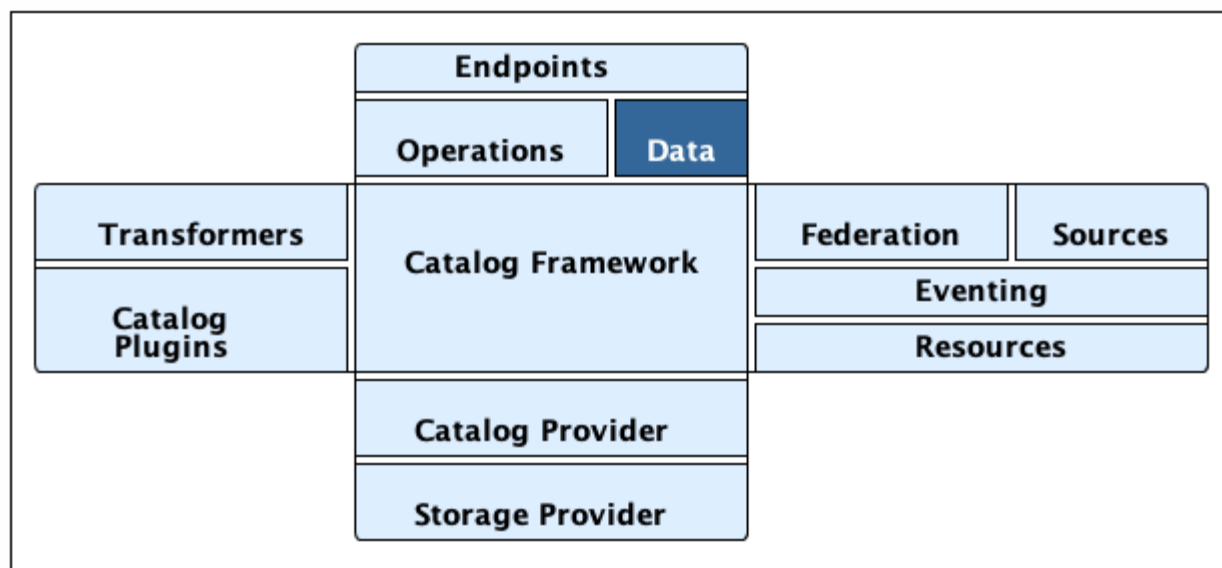 Endpoints
Operations
Data
Transformers
Catalog Framework
Federation
Sources
Eventing
Catalog
Plugins
Resources
Catalog Provider
Storage Provider